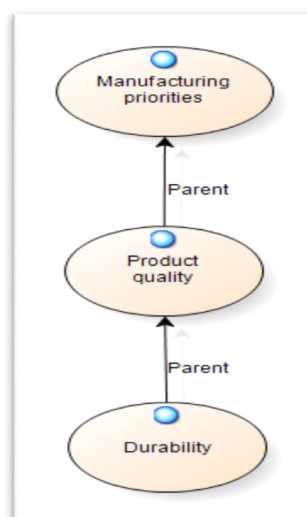 Manufacturing
priorities
Parent
Product
quality
Parent
Durability